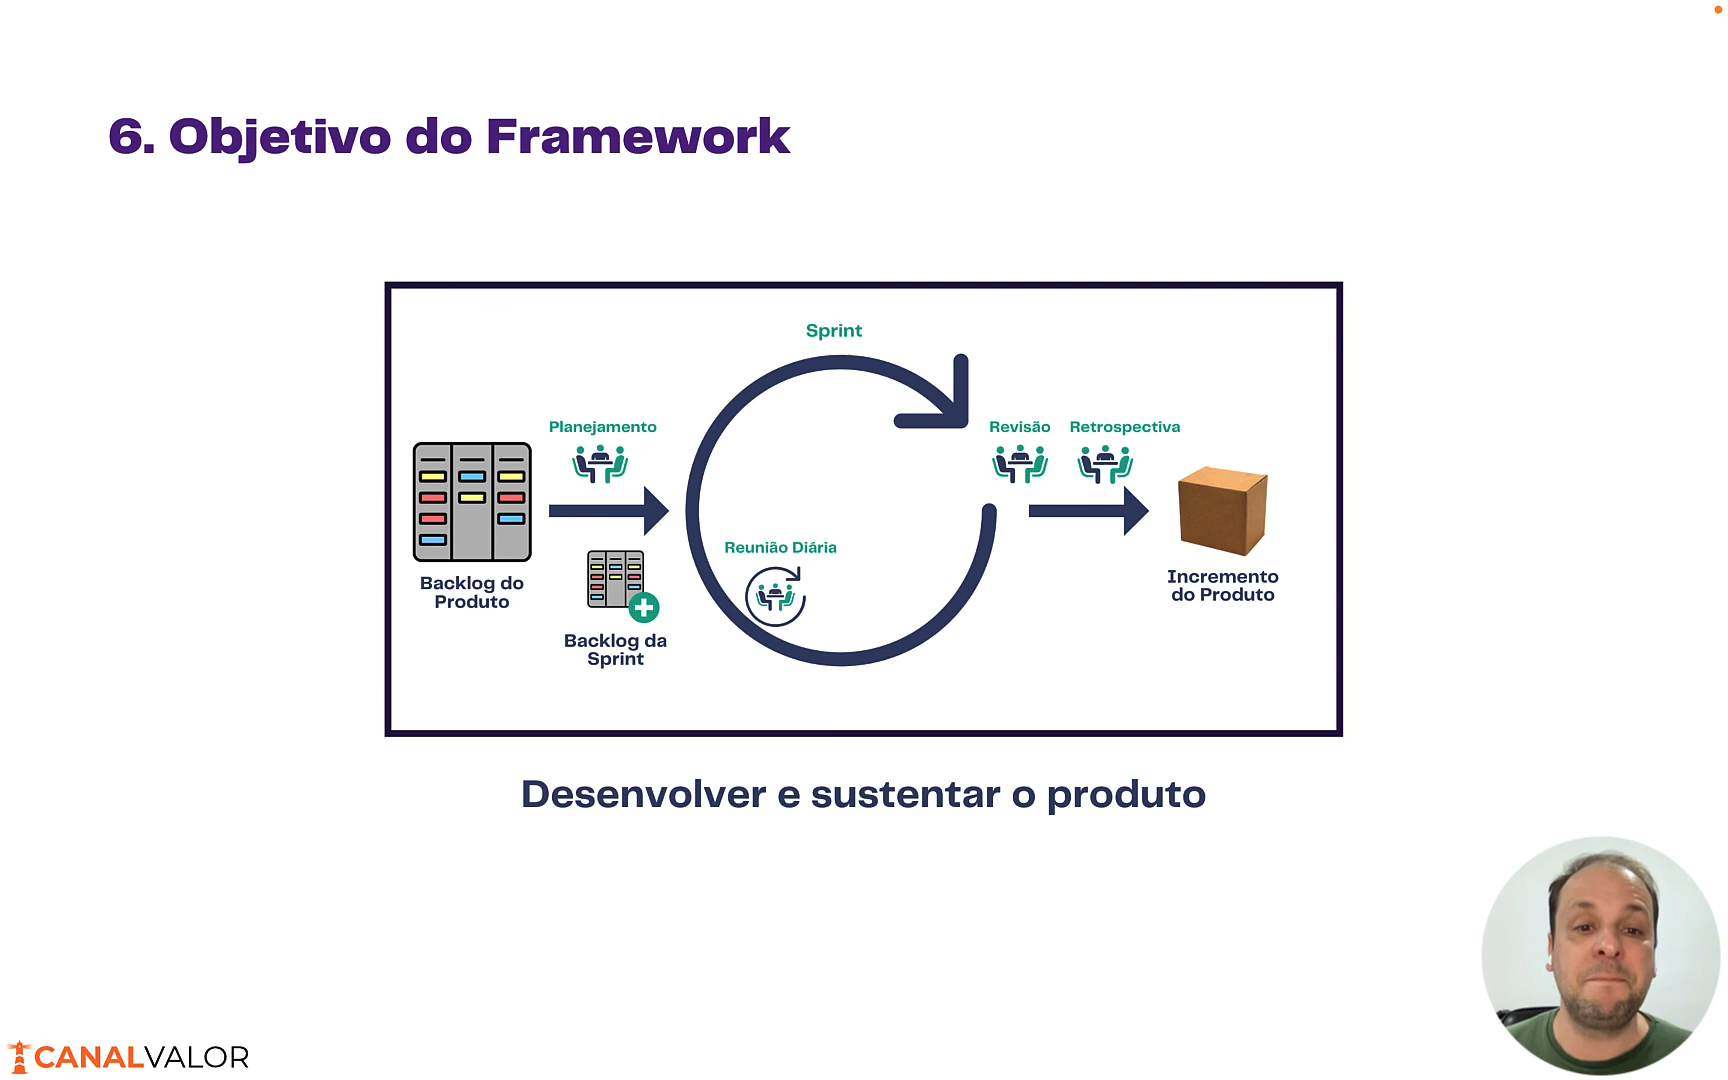 6. Objetivo do Framework
Sprint
Planejamento
Revisão
Retrospectiva
Reunião Diária
Backlog do
Produto
Backlog da
Sprint
Incremento
do Produto
Desenvolver e sustentar o produto
CANALVALOR